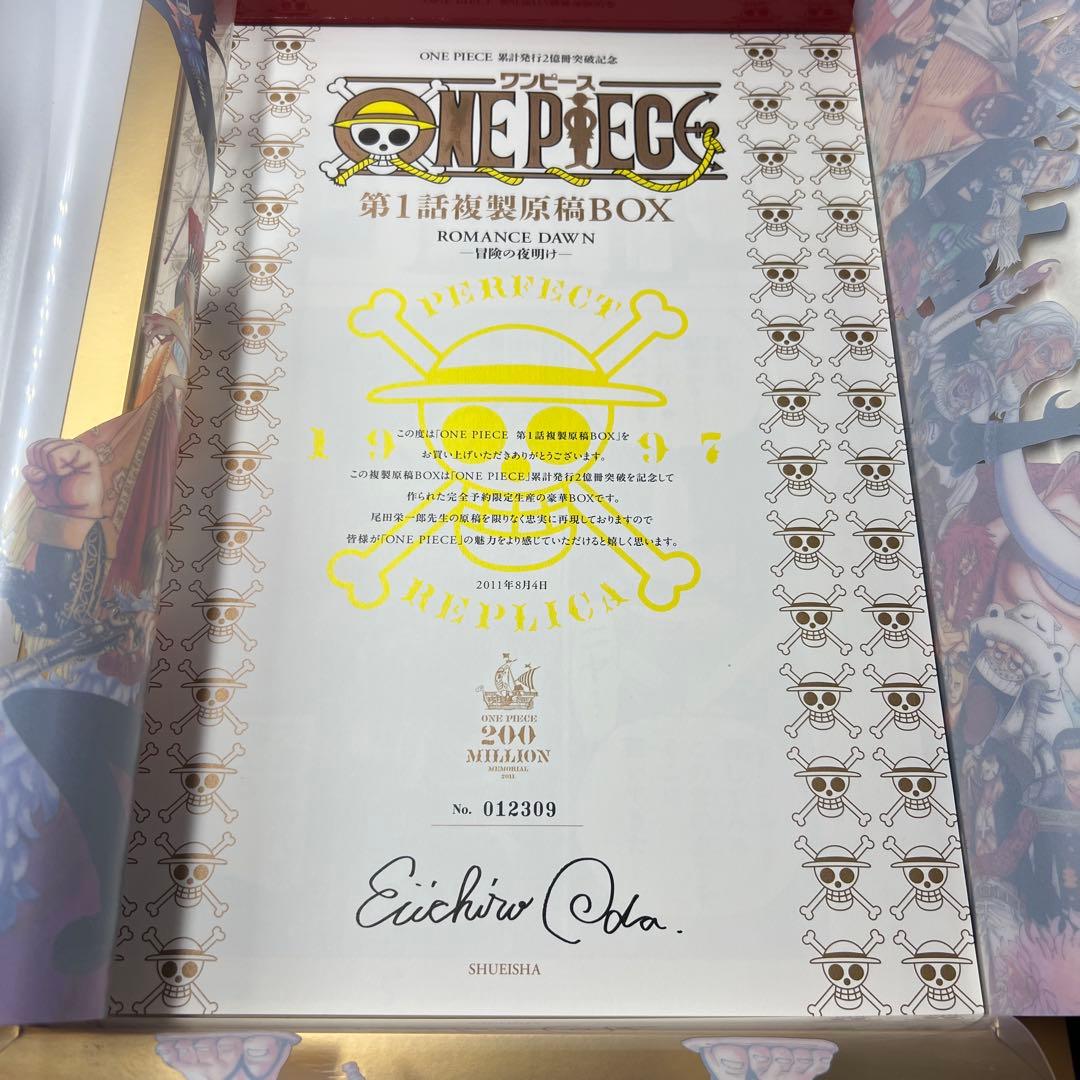 ONE PIECE 累計発行2億冊突破記念
ワンピース
ONE PIECE
第1話複製原稿BOX
ROMANCE DAWN
—冒険の夜明け—
PERFECT
1997
この度は「ONE PIECE 第1話複製原稿BOX」を
お買い上げいただきありがとうございます。
この複製原稿BOXは「ONE PIECE」累計発行2億冊突破を記念して
作られた完全予約限定生産の豪華BOXです。
尾田栄一郎先生の原稿を限りなく忠実に再現しておりますので
皆様が「ONE PIECE」の魅力をより感じていただけると嬉しく思います。
2011年8月4日
REPLICA
ONE PIECE
200
MILLION
MEMORIAL
2011
No. 012309
Eiichiro Oda.
SHUEISHA